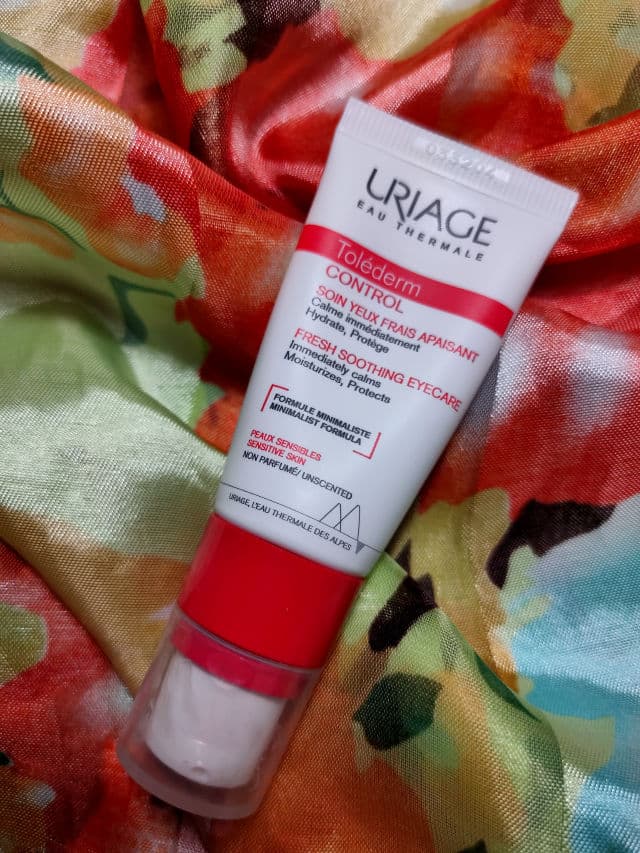 URIAGE
EAU THERMALE
Toléderm
CONTROL
SOIN YEUX FRAIS APAISANT
Calme immédiatement
Hydrate, Protège
FRESH SOOTHING EYECARE
Immediately calms
Moisturizes, Protects
FORMULE MINIMALISTE
MINIMALIST FORMULA
PEAUX SENSIBLES
SENSITIVE SKIN
NON PARFUMÉ/ UNSCENTED
URIAGE, L'EAU THERMALE DES ALPES